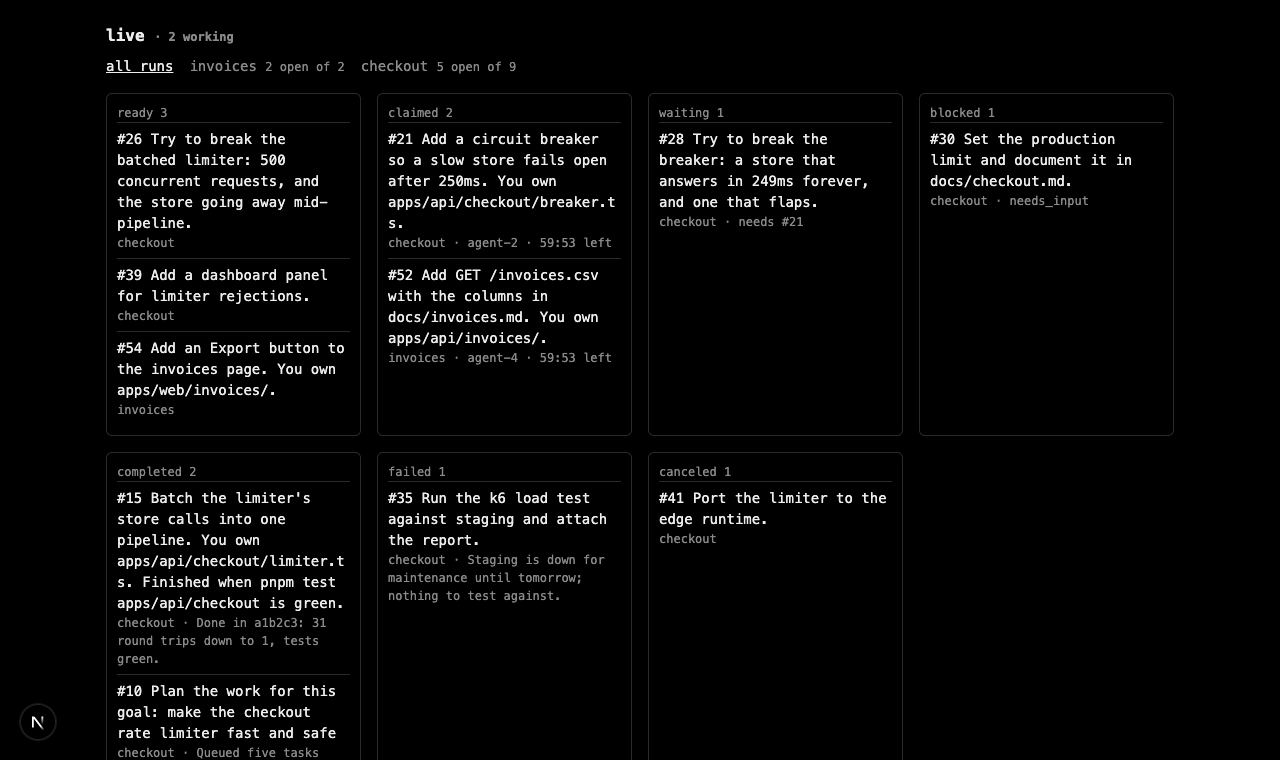 live · 2 working
all runs invoices 2 open of 2 checkout 5 open of 9
ready 3
#26 Try to break the
batched limiter: 500
concurrent requests, and
the store going away mid-
pipeline.
checkout
#39 Add a dashboard panel
for limiter rejections.
checkout
#54 Add an Export button to
the invoices page. You own
apps/web/invoices/.
invoices
claimed 2
#21 Add a circuit breaker
so a slow store fails open
after 250ms. You own
apps/api/checkout/breaker.t
s.
checkout · agent-2 · 59:53 left
#52 Add GET /invoices.csv
with the columns in
docs/invoices.md. You own
apps/api/invoices/.
invoices · agent-4 · 59:53 left
waiting 1
#28 Try to break the
breaker: a store that
answers in 249ms forever,
and one that flaps.
checkout · needs #21
blocked 1
#30 Set the production
limit and document it in
docs/checkout.md.
checkout · needs_input
completed 2
#15 Batch the limiter's
store calls into one
pipeline. You own
apps/api/checkout/limiter.t
s. Finished when pnpm test
apps/api/checkout is green.
checkout · Done in a1b2c3: 31
round trips down to 1, tests
green.
#10 Plan the work for this
goal: make the checkout
rate limiter fast and safe
checkout · Queued five tasks
failed 1
#35 Run the k6 load test
against staging and attach
the report.
checkout · Staging is down for
maintenance until tomorrow;
nothing to test against.
canceled 1
#41 Port the limiter to the
edge runtime.
checkout
N